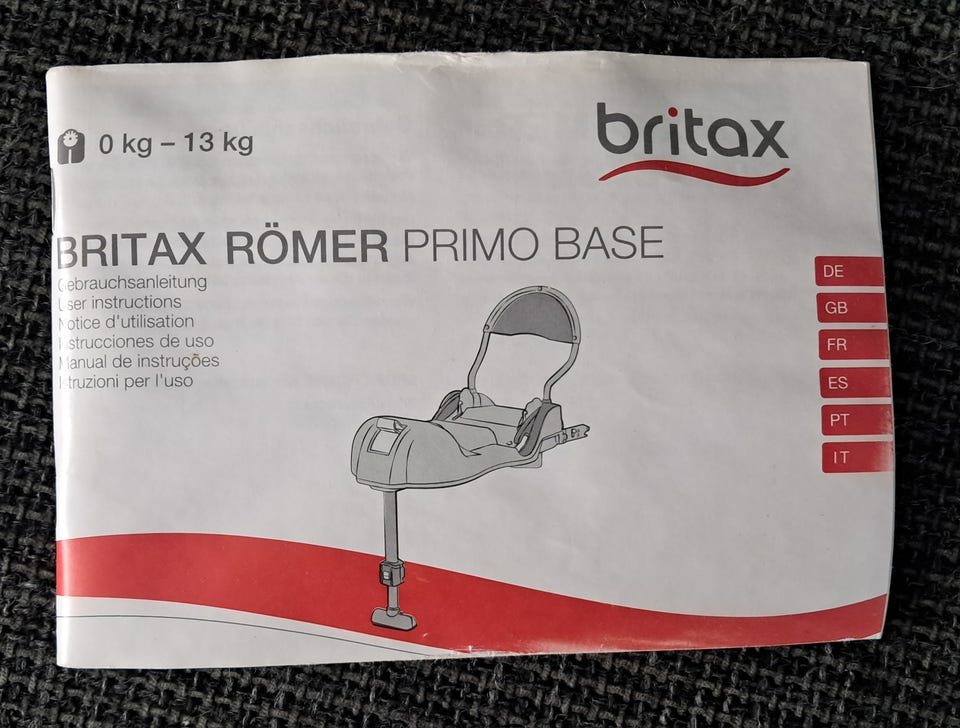 0 kg – 13 kg
britax
BRITAX RÖMER PRIMO BASE
Gebrauchsanleitung
User instructions
Notice d'utilisation
Instrucciones de uso
Manual de instruções
Istruzioni per l'uso
DE
GB
FR
ES
PT
IT